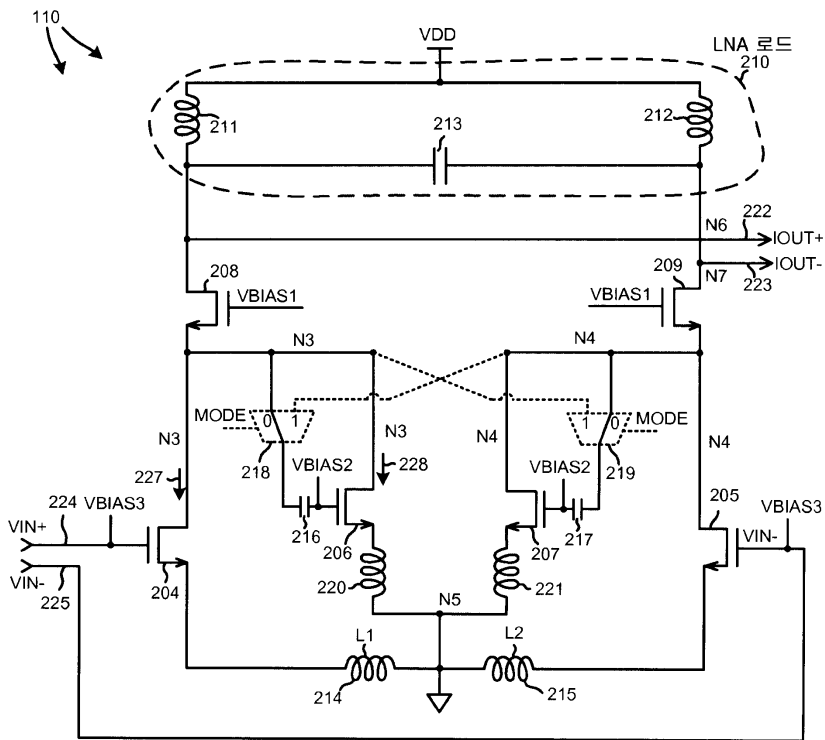 110
VDD
LNA 로드
210
211
213
212
N6
222
IOUT+
IOUT-
N7
223
208
VBIAS1
VBIAS1
209
N3
N4
MODE
0
1
1
0
MODE
N3
218
N3
N4
219
N4
227
VBIAS2
228
VBIAS2
VIN+
224
VBIAS3
216
206
207
217
205
VBIAS3
VIN-
VIN-
225
204
220
221
N5
L1
L2
214
215